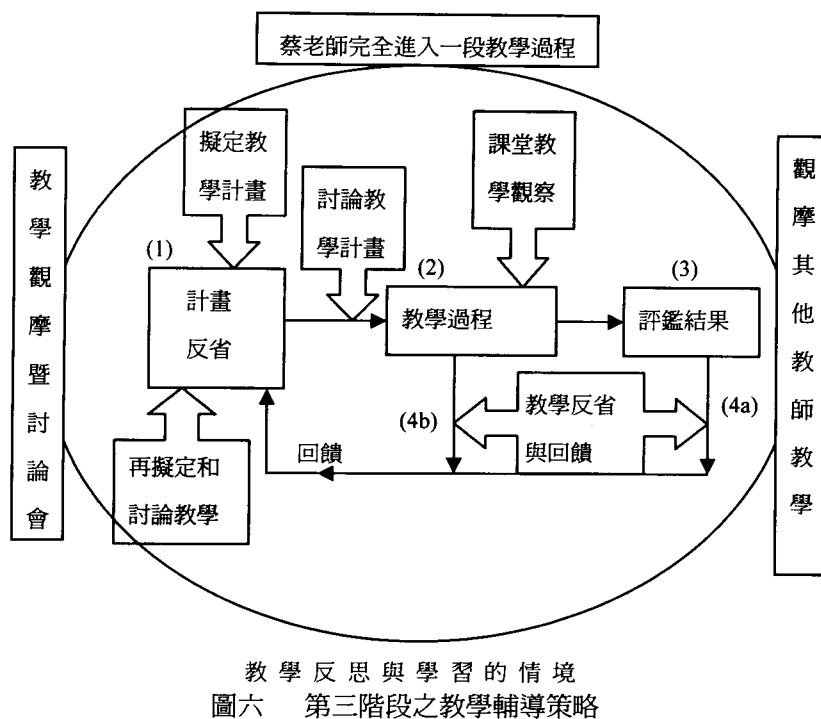 蔡老師完全進入一段教學過程
擬定教
學計畫
課堂教
學觀察
教學觀摩暨討論會
觀摩其他教師教學
討論教
學計畫
(1)
(2)
(3)
計畫
反省
教學過程
評鑑結果
(4b)
教學反省
與回饋
(4a)
回饋
再擬定和
討論教學
教學反思與學習的情境
圖六 第三階段之教學輔導策略